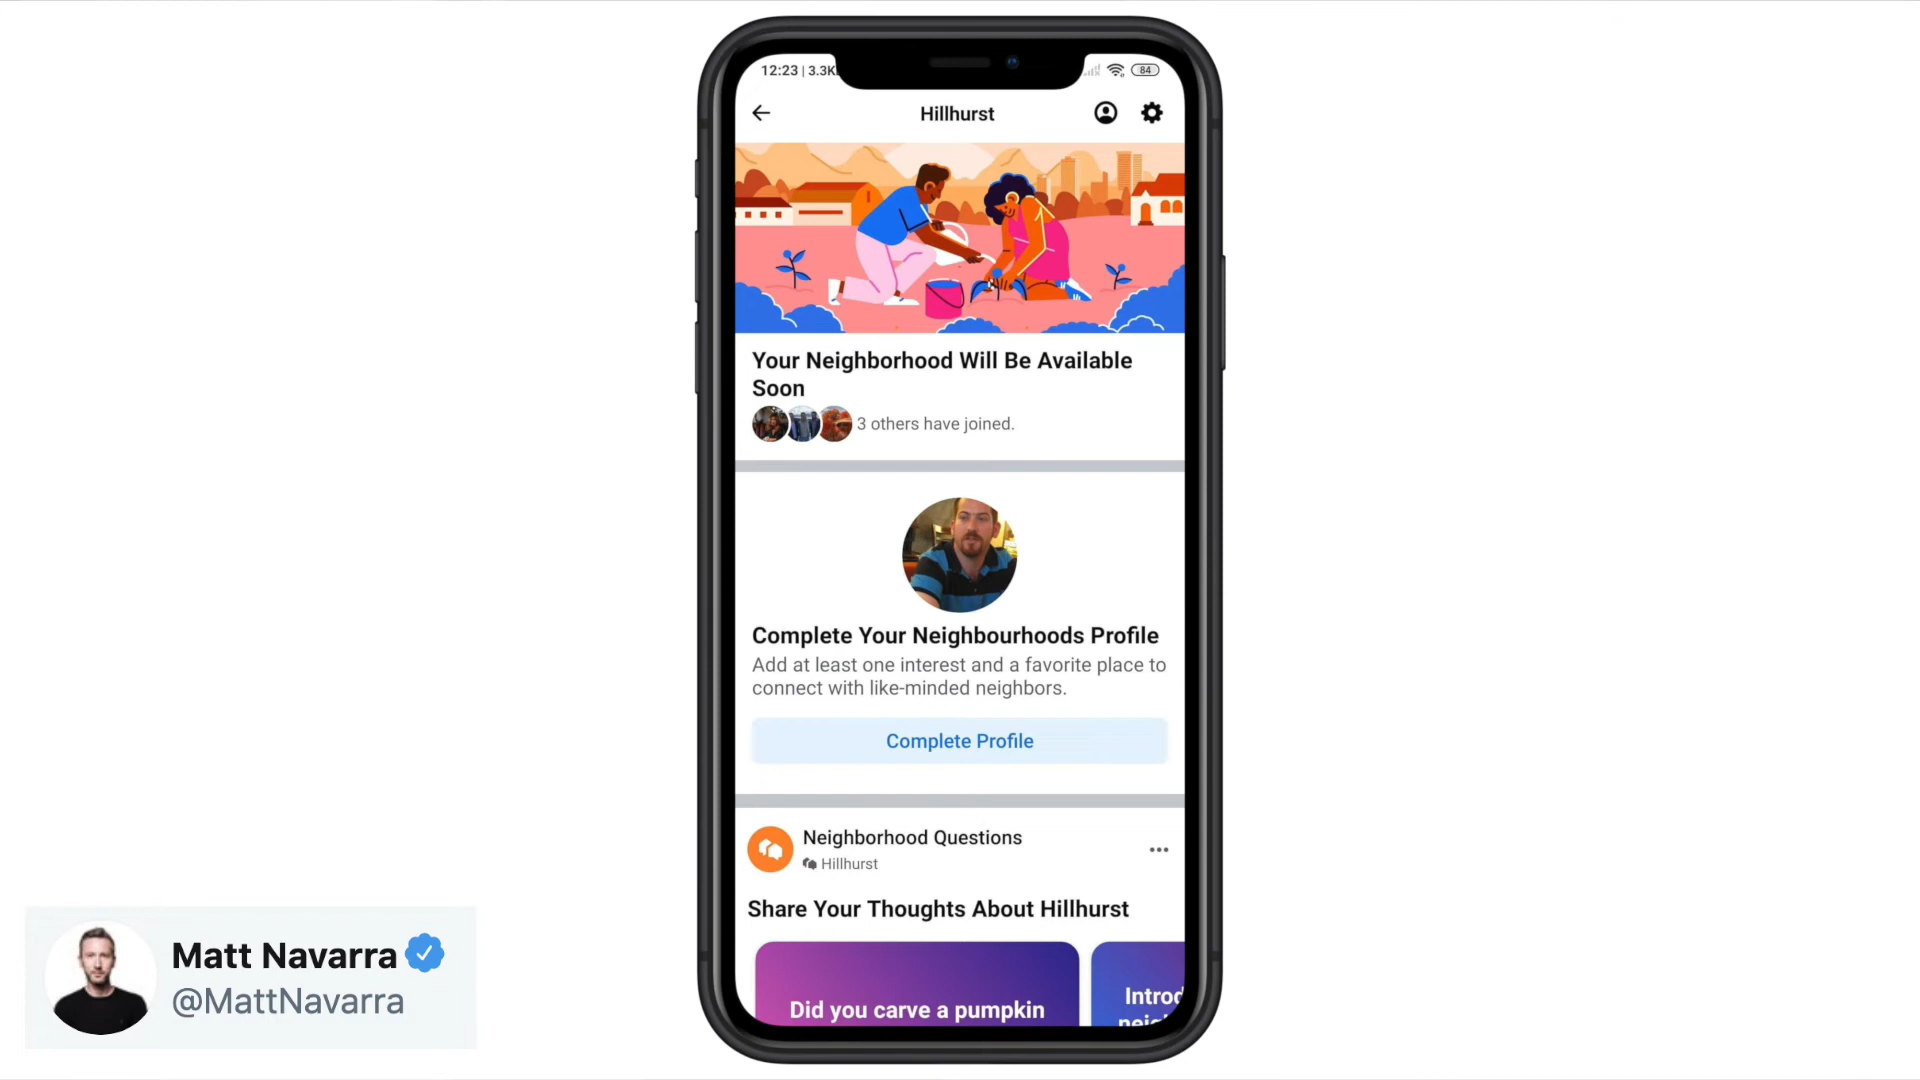 12:23 | 3.3K
84
Hillhurst
Your Neighborhood Will Be Available
Soon
3 others have joined.
Complete Your Neighbourhoods Profile
Add at least one interest and a favorite place to
connect with like-minded neighbors.
Complete Profile
Neighborhood Questions
Hillhurst
Share Your Thoughts About Hillhurst
Did you carve a pumpkin
Matt Navarra
@MattNavarra